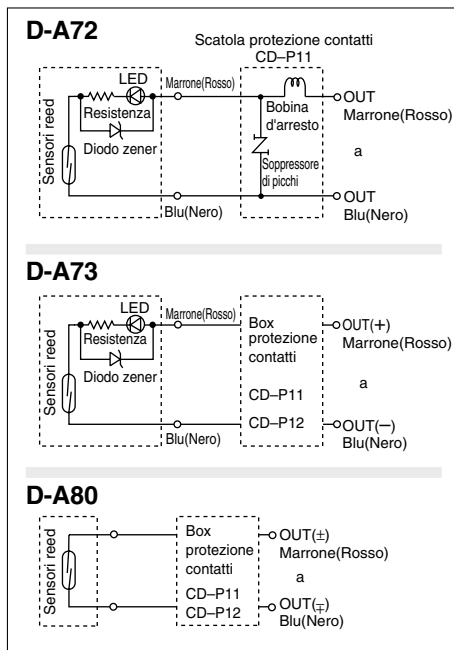 D-A72
Scatola protezione contatti
CD–P11
LED
Marrone(Rosso)
Resistenza
Diodo zener
Sensori reed
Bobina
d'arresto
Soppressore
di picchi
OUT
Marrone(Rosso)
a
OUT
Blu(Nero)
Blu(Nero)
D-A73
LED
Marrone(Rosso)
Resistenza
Diodo zener
Sensori reed
Box
protezione
contatti
CD–P11
CD–P12
OUT(+)
Marrone(Rosso)
a
OUT(—)
Blu(Nero)
Blu(Nero)
D-A80
Sensori reed
Box
protezione
contatti
CD–P11
CD–P12
OUT(±)
Marrone(Rosso)
a
OUT(∓)
Blu(Nero)